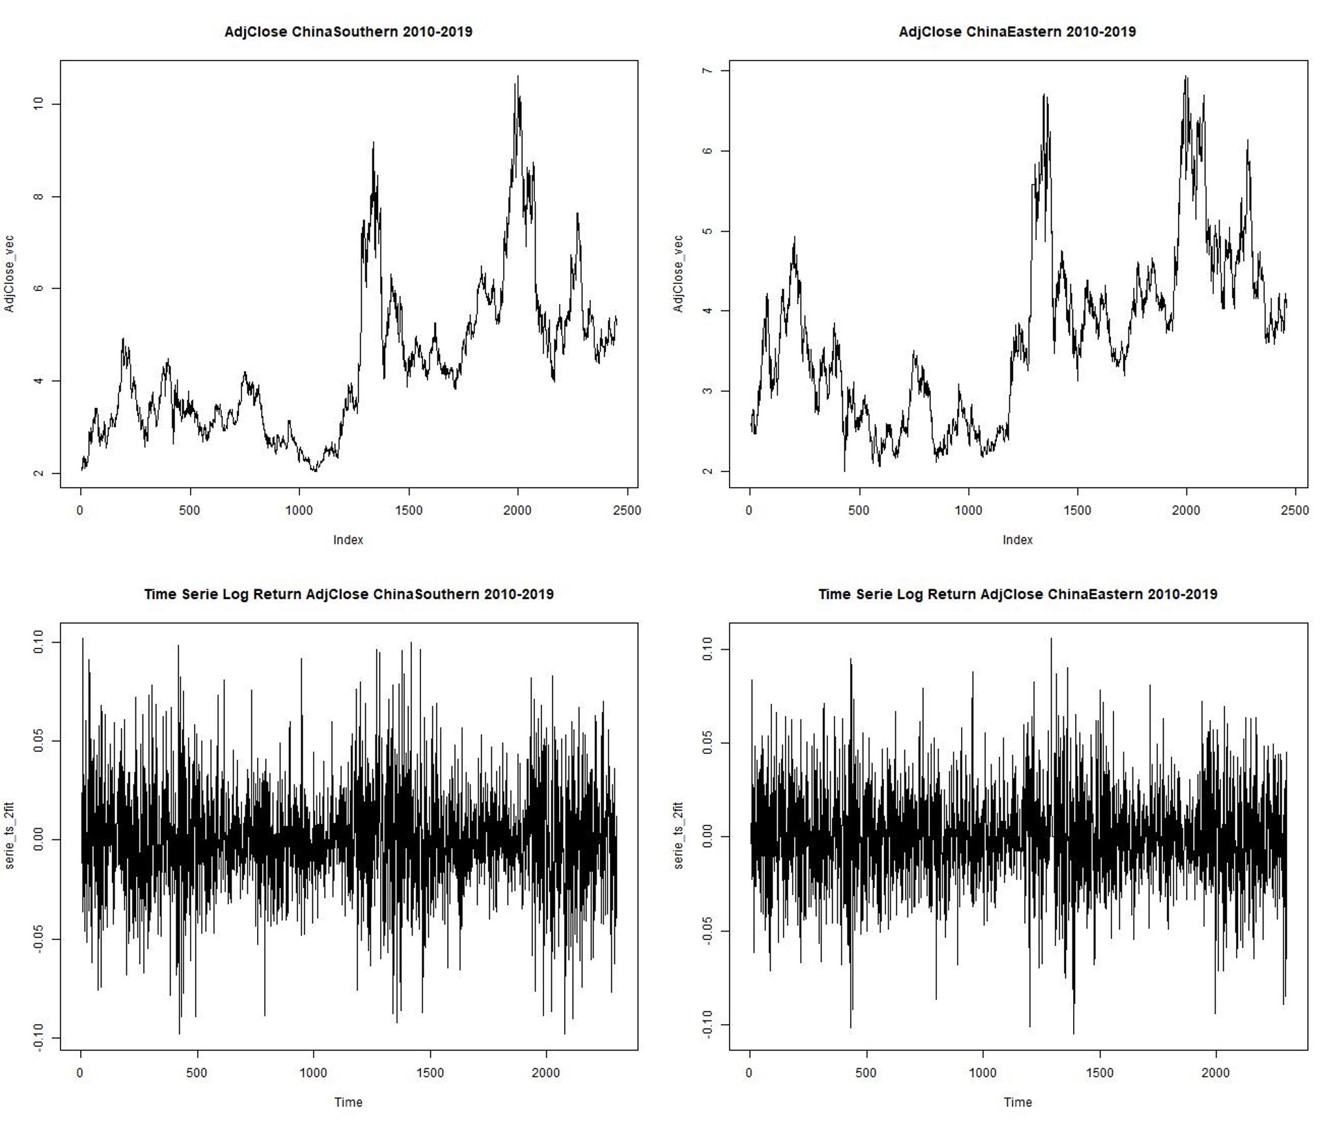 AdjClose ChinaSouthern 2010-2019
AdjClose_vec
10
8
6
4
2
0 500 1000 1500 2000 2500
Index
AdjClose ChinaEastern 2010-2019
AdjClose_vec
7
6
5
4
3
2
0 500 1000 1500 2000 2500
Index
Time Serie Log Return AdjClose ChinaSouthern 2010-2019
serie_ts_2fit
0.10
0.05
0.00
-0.05
-0.10
0 500 1000 1500 2000
Time
Time Serie Log Return AdjClose ChinaEastern 2010-2019
serie_ts_2fit
0.10
0.05
0.00
-0.05
-0.10
0 500 1000 1500 2000
Time